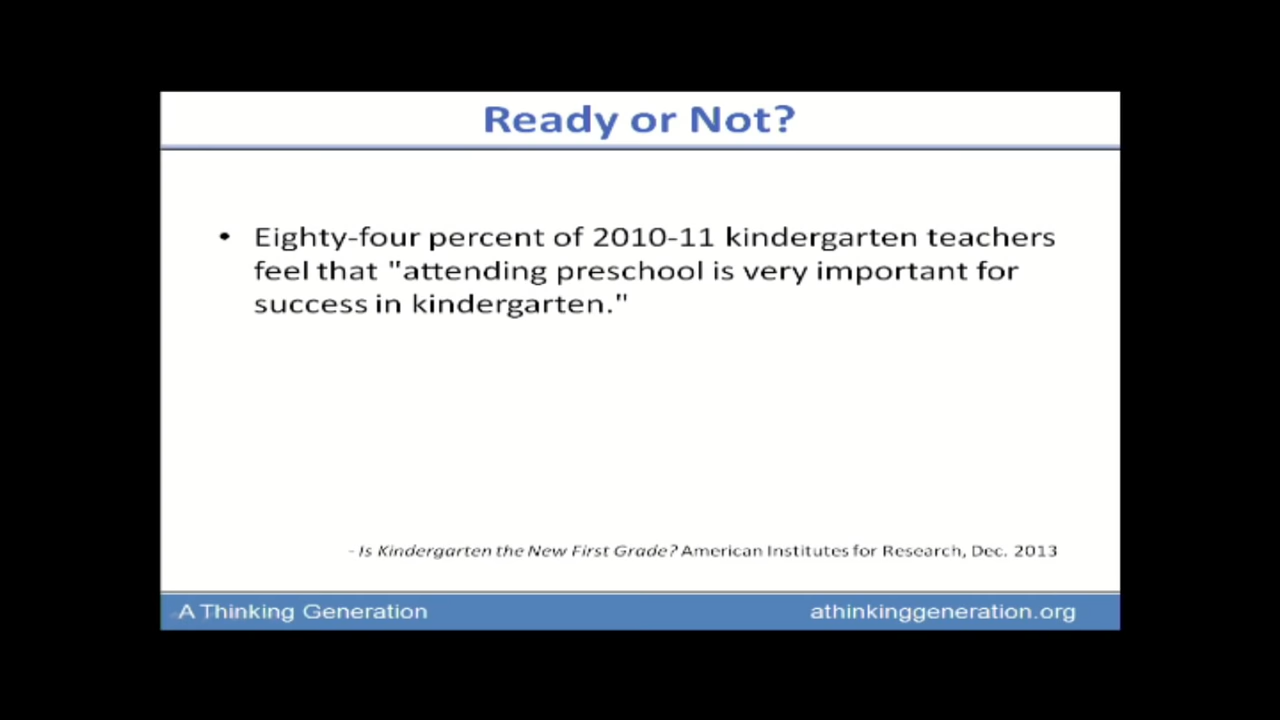 Ready or Not?
• Eighty-four percent of 2010-11 kindergarten teachers
feel that "attending preschool is very important for
success in kindergarten."
- Is Kindergarten the New First Grade? American Institutes for Research, Dec. 2013
A Thinking Generation
athinkinggeneration.org